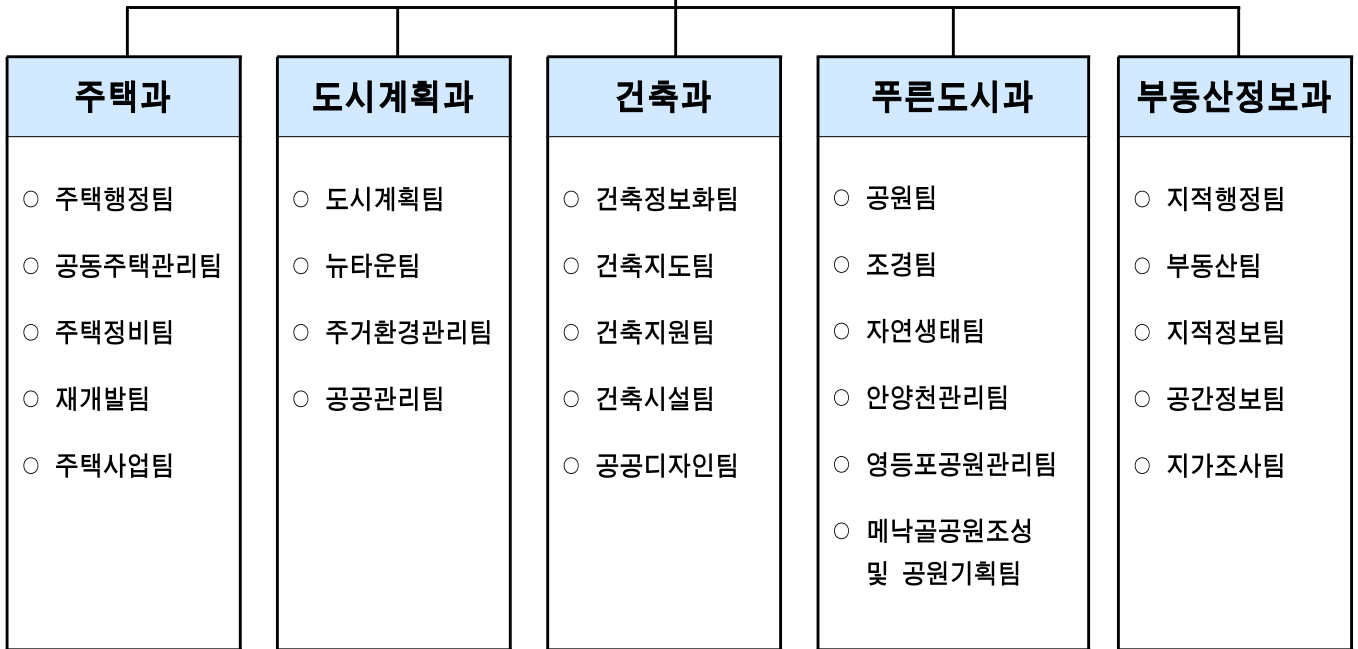 주택과
○ 주택행정팀
○ 공동주택관리팀
○ 주택정비팀
○ 재개발팀
○ 주택사업팀
도시계획과
○ 도시계획팀
○ 뉴타운팀
○ 주거환경관리팀
○ 공공관리팀
건축과
○ 건축정보화팀
○ 건축지도팀
○ 건축지원팀
○ 건축시설팀
○ 공공디자인팀
푸른도시과
○ 공원팀
○ 조경팀
○ 자연생태팀
○ 안양천관리팀
○ 영등포공원관리팀
○ 메낙골공원조성
및 공원기획팀
부동산정보과
○ 지적행정팀
○ 부동산팀
○ 지적정보팀
○ 공간정보팀
○ 지가조사팀